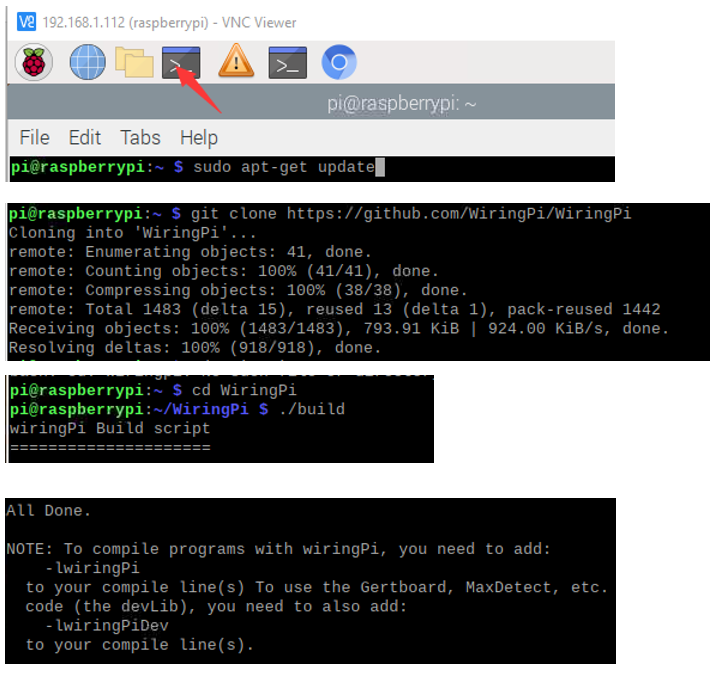 192.168.1.112 (raspberrypi) - VNC Viewer
pi@raspberrypi: ~
File Edit Tabs Help
pi@raspberrypi:~ $ sudo apt-get update
pi@raspberrypi:~ $ git clone https://github.com/WiringPi/WiringPi
Cloning into 'WiringPi'...
remote: Enumerating objects: 41, done.
remote: Counting objects: 100% (41/41), done.
remote: Compressing objects: 100% (38/38), done.
remote: Total 1483 (delta 15), reused 13 (delta 1), pack-reused 1442
Receiving objects: 100% (1483/1483), 793.91 KiB | 924.00 KiB/s, done.
Resolving deltas: 100% (918/918), done.
pi@raspberrypi:~ $ cd WiringPi
pi@raspberrypi:~/WiringPi $ ./build
wiringPi Build script
=====================
All Done.
NOTE: To compile programs with wiringPi, you need to add:
-lwiringPi
to your compile line(s) To use the Gertboard, MaxDetect, etc.
code (the devLib), you need to also add:
-lwiringPiDev
to your compile line(s).